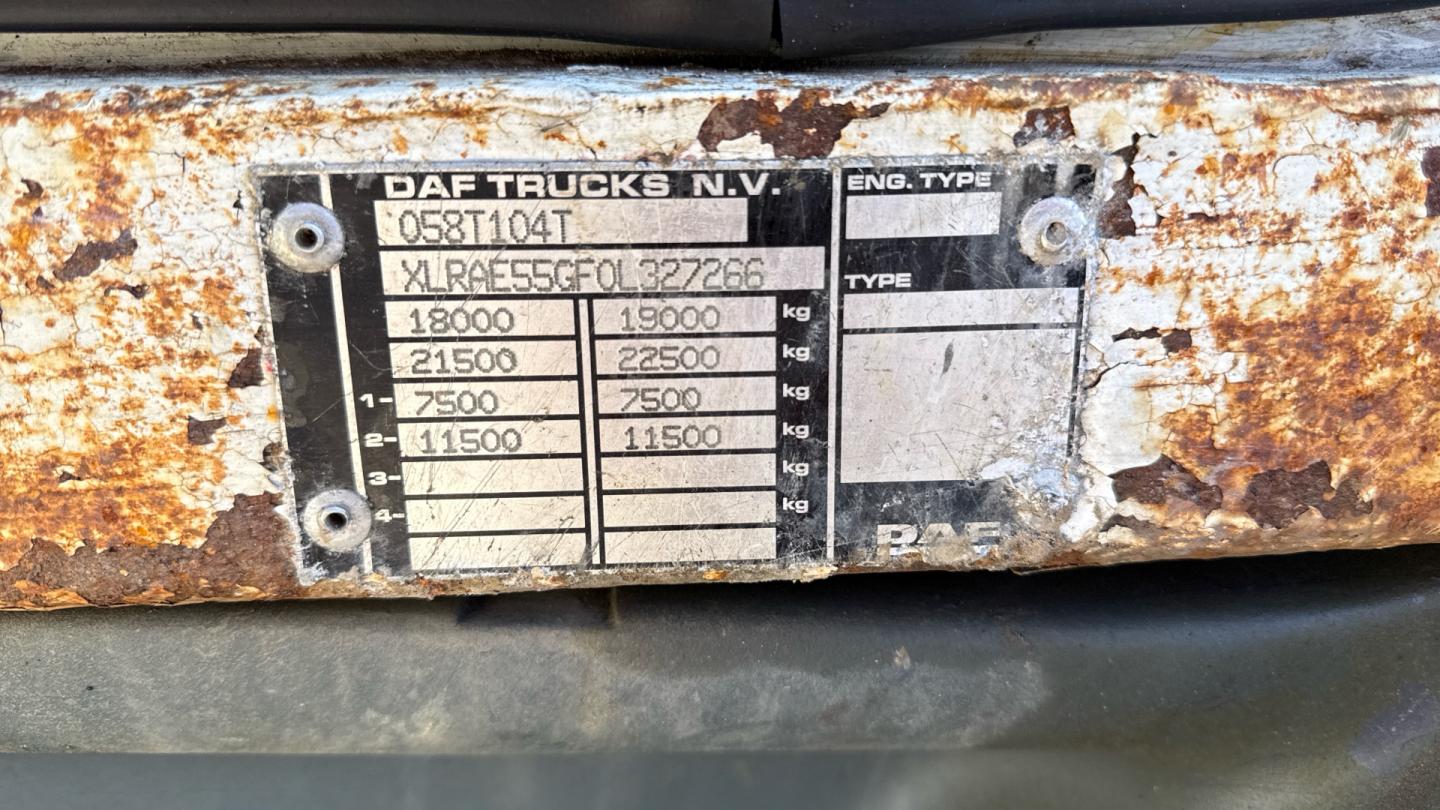 DAF TRUCKS N.V.
058T104T
XLRAE55GF0L327266
18000 19000 kg
21500 22500 kg
1- 7500 7500 kg
2- 11500 11500 kg
3- kg
4- kg
ENG. TYPE
TYPE
DAF